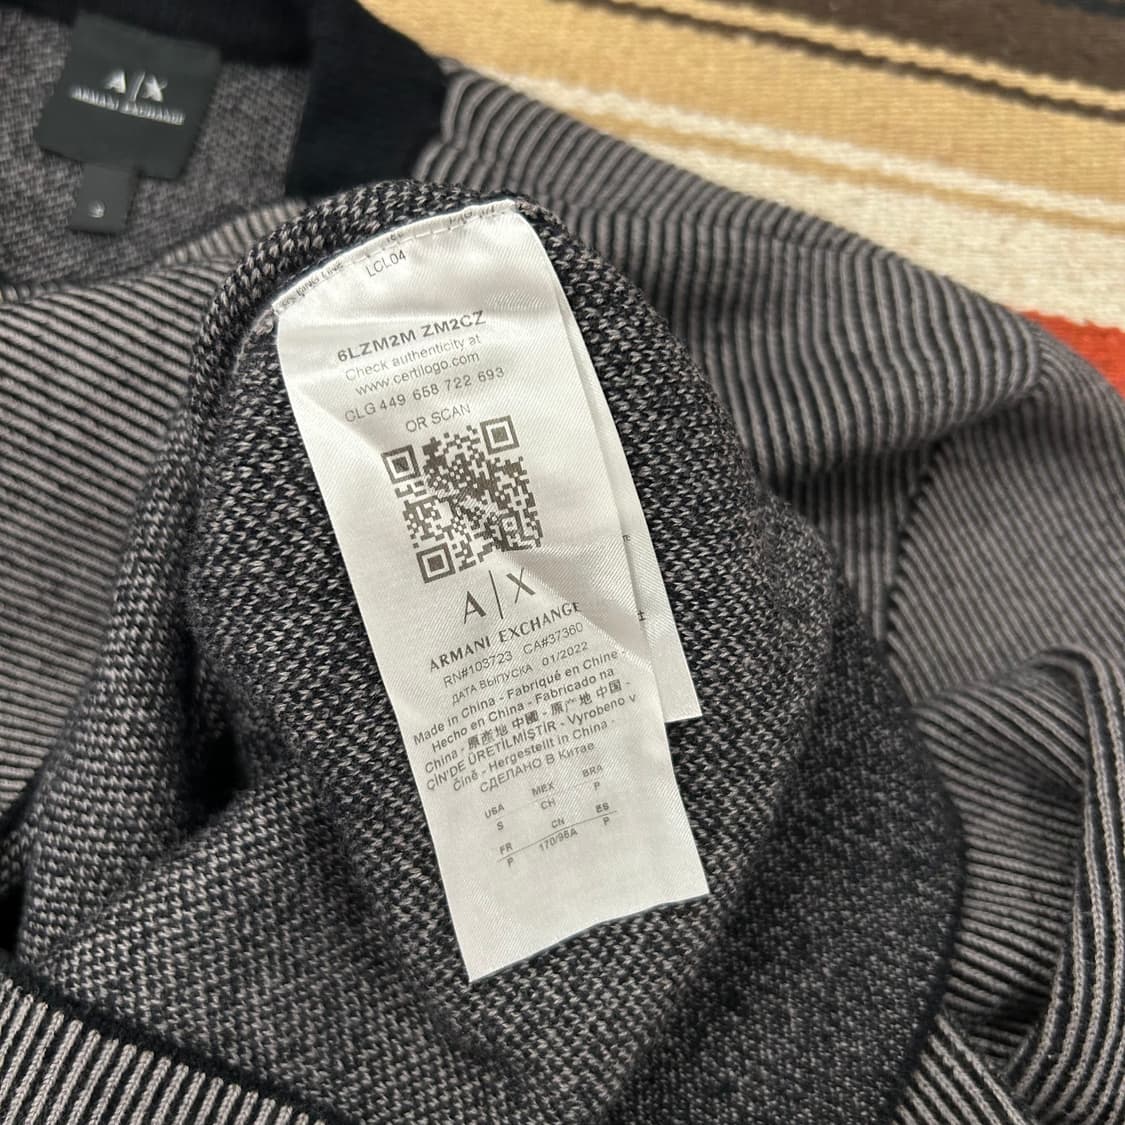 A|X
ARMANI EXCHANGE
S
LCL04
6LZM2M ZM2CZ
Check authenticity at
www.certilogo.com
CLG 449 658 722 693
OR SCAN
A|X
ARMANI EXCHANGE
RN#103723 CA#37360
ДАТА ВЫПУСКА 01/2022
Made in China - Fabriqué en Chine -
Hecho en China - Fabricado na
China - 原産地 中國 - 原产地 中国 -
ÇİN'DE ÜRETİLMİŞTİR - Vyrobeno v
Číně - Hergestellt in China -
СДЕЛАНО В Китае
USA MEX BRA
S CH P
FR CN ES
P 170/96A P